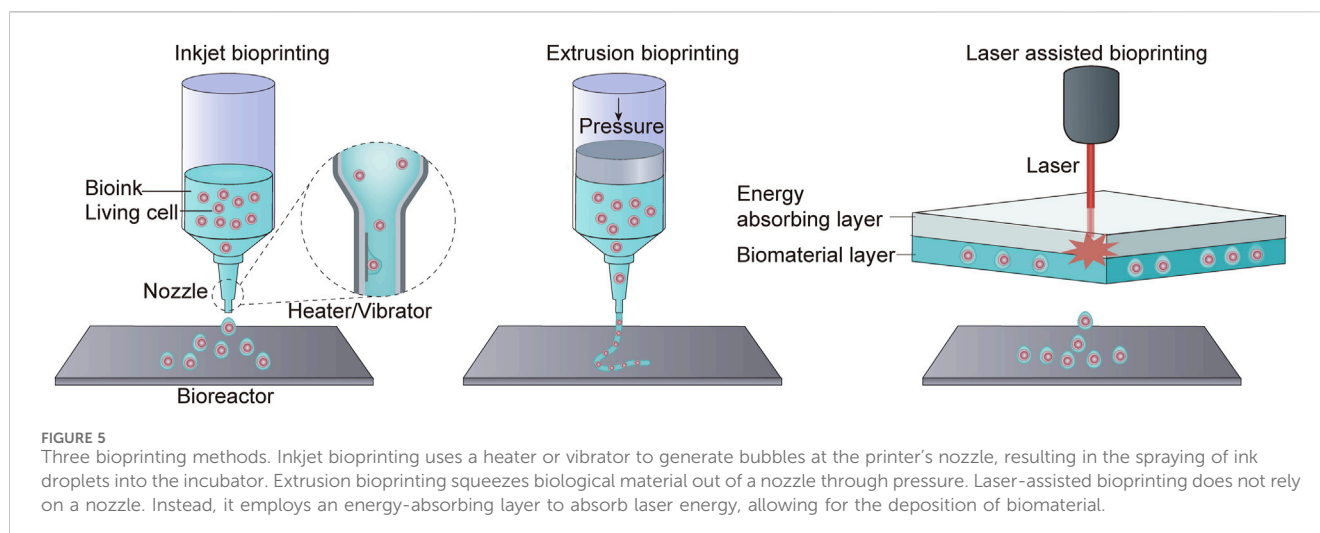 Inkjet bioprinting
Bioink
Living cell
Nozzle
Heater/Vibrator
Bioreactor
Extrusion bioprinting
Pressure
Laser assisted bioprinting
Laser
Energy
absorbing layer
Biomaterial layer
FIGURE 5
Three bioprinting methods. Inkjet bioprinting uses a heater or vibrator to generate bubbles at the printer's nozzle, resulting in the spraying of ink
droplets into the incubator. Extrusion bioprinting squeezes biological material out of a nozzle through pressure. Laser-assisted bioprinting does not rely
on a nozzle. Instead, it employs an energy-absorbing layer to absorb laser energy, allowing for the deposition of biomaterial.